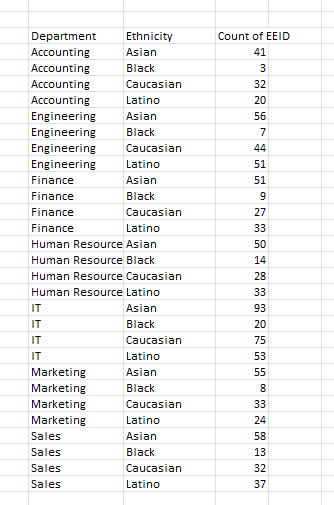 Department Ethnicity Count of EEID
Accounting Asian 41
Accounting Black 3
Accounting Caucasian 32
Accounting Latino 20
Engineering Asian 56
Engineering Black 7
Engineering Caucasian 44
Engineering Latino 51
Finance Asian 51
Finance Black 9
Finance Caucasian 27
Finance Latino 33
Human Resource Asian 50
Human Resource Black 14
Human Resource Caucasian 28
Human Resource Latino 33
IT Asian 93
IT Black 20
IT Caucasian 75
IT Latino 53
Marketing Asian 55
Marketing Black 8
Marketing Caucasian 33
Marketing Latino 24
Sales Asian 58
Sales Black 13
Sales Caucasian 32
Sales Latino 37